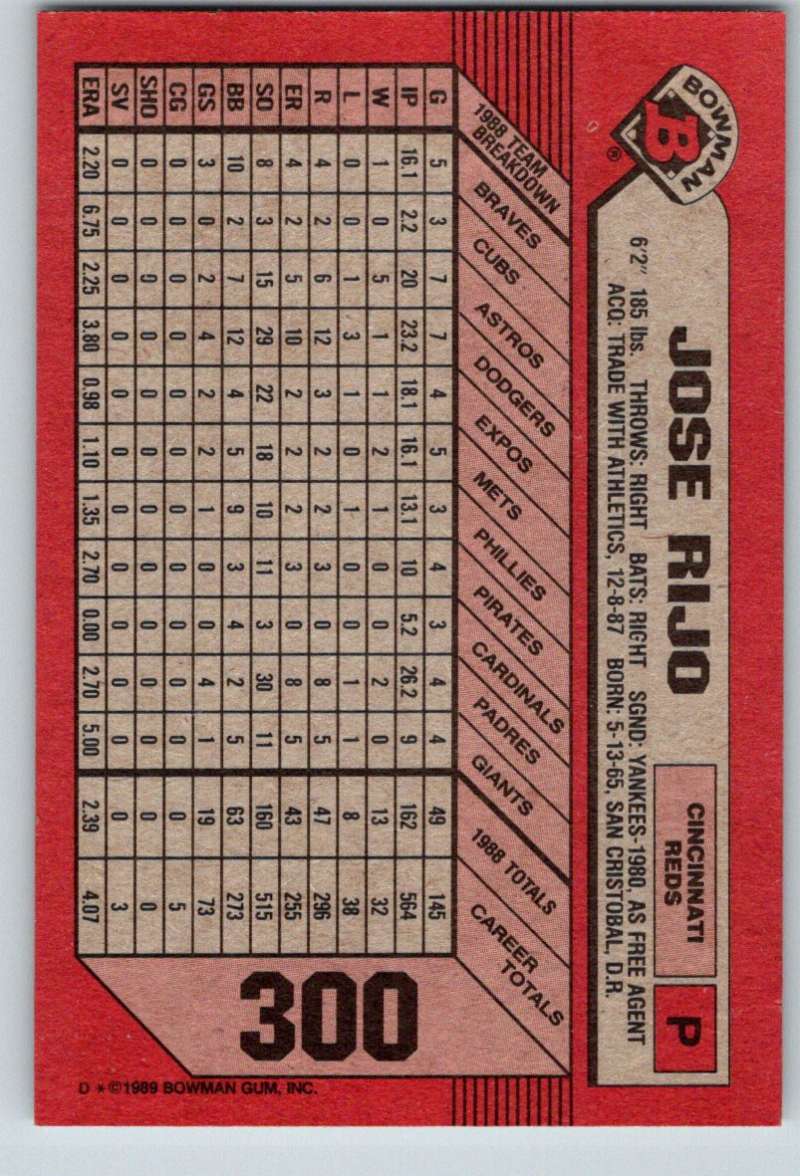 BOWMAN
B ®
JOSE RIJO
CINCINNATI
REDS
P
6'2" 185 lbs. THROWS: RIGHT BATS: RIGHT SGND: YANKEES-1980, AS FREE AGENT
ACQ: TRADE WITH ATHLETICS, 12-8-87 BORN: 5-13-65, SAN CRISTOBAL, D.R.
1988 TEAM
BREAKDOWN
BRAVES
CUBS
ASTROS
DODGERS
EXPOS
METS
PHILLIES
PIRATES
CARDINALS
PADRES
GIANTS
1988 TOTALS
CAREER
TOTALS
G 5 3 7 7 4 5 3 4 3 4 4 49 145
IP 16.1 2.2 20 23.2 18.1 16.1 13.1 10 5.2 26.2 9 162 564
W 1 0 5 1 1 2 1 0 0 2 0 13 32
L 0 0 1 3 1 0 1 0 0 1 1 8 38
R 4 2 6 12 3 2 2 3 0 8 5 47 296
ER 4 2 5 10 2 2 2 3 0 8 5 43 255
SO 8 3 15 29 22 18 10 11 3 30 11 160 515
BB 10 2 7 12 4 5 9 3 4 2 5 63 273
GS 3 0 2 4 2 2 1 0 0 4 1 19 73
CG 0 0 0 0 0 0 0 0 0 0 0 0 5
SHO 0 0 0 0 0 0 0 0 0 0 0 0 0
SV 0 0 0 0 0 0 0 0 0 0 0 0 3
ERA 2.20 6.75 2.25 3.80 0.98 1.10 1.35 2.70 0.00 2.70 5.00 2.39 4.07
300
D *©1989 BOWMAN GUM, INC.